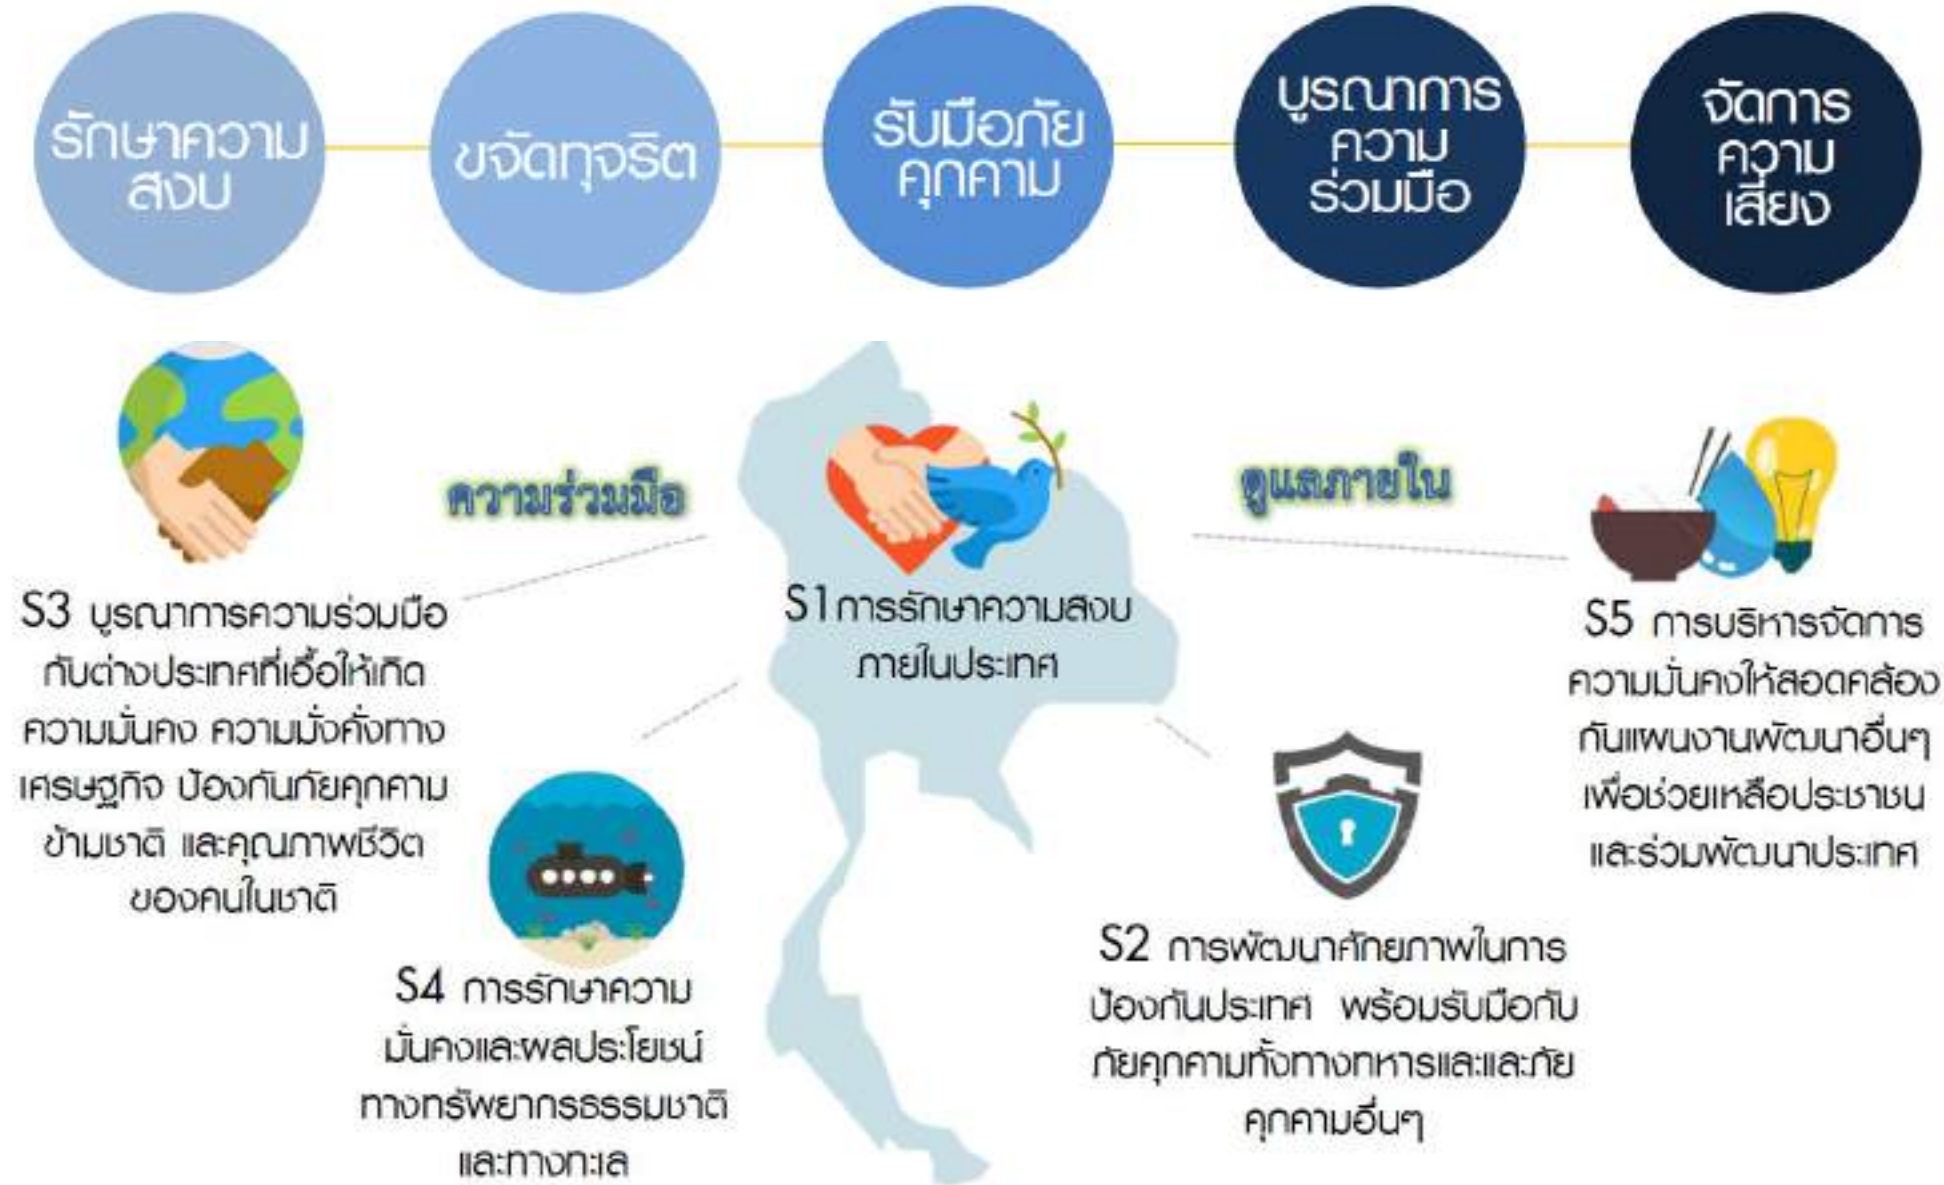 รักษาความ
สงบ
ขจัดทุจริต
รับมือภัย
คุกคาม
บูรณาการ
ความ
ร่วมมือ
จัดการ
ความ
เสี่ยง
ความร่วมมือ
ดูแลภายใน
S3 บูรณาการความร่วมมือ
กับต่างประเทศที่เอื้อให้เกิด
ความมั่นคง ความมั่งคั่งทาง
เศรษฐกิจ ป้องกันภัยคุกคาม
ข้ามชาติ และคุณภาพชีวิต
ของคนในชาติ
S4 การรักษาความ
มั่นคงและผลประโยชน์
ทางทรัพยากรธรรมชาติ
และทางทะเล
S1การรักษาความสงบ
ภายในประเทศ
S2 การพัฒนาศักยภาพในการ
ป้องกันประเทศ พร้อมรับมือกับ
ภัยคุกคามทั้งทางทหารและและภัย
คุกคามอื่นๆ
S5 การบริหารจัดการ
ความมั่นคงให้สอดคล้อง
กันแผนงานพัฒนาอื่นๆ
เพื่อช่วยเหลือประชาชน
และร่วมพัฒนาประเทศ